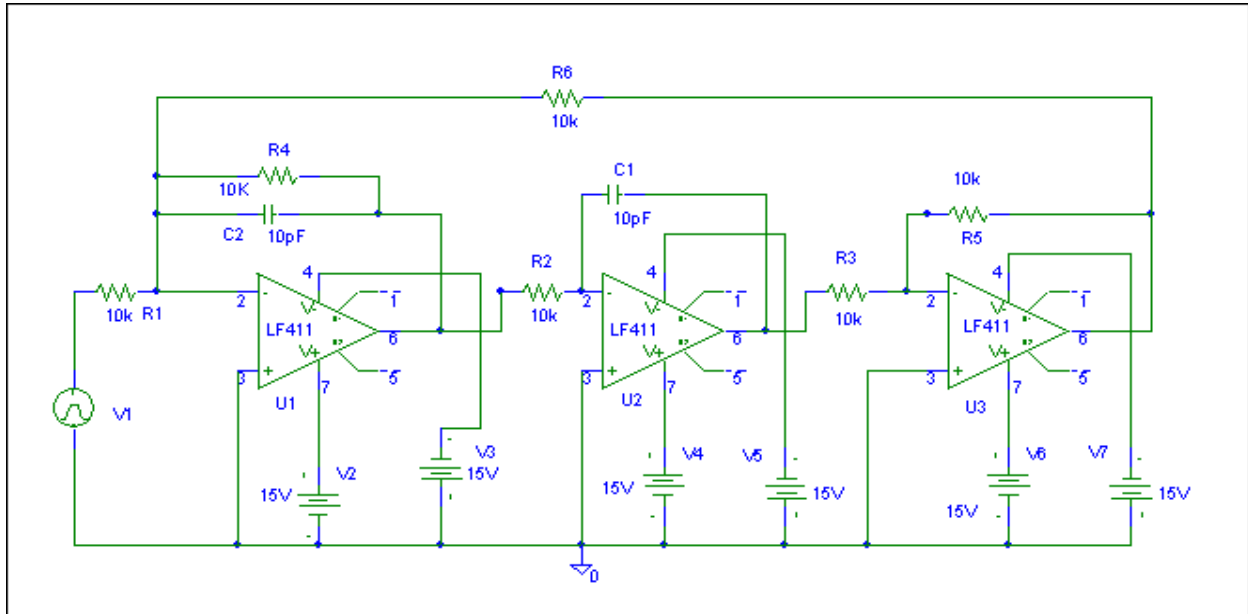 R6
10k
R4
10K
C2
10pF
C1
10pF
10k
R5
R1
10k
2
-
4
V-
1
LF411
6
V+
5
3
+
7
U1
R2
10k
2
-
4
V-
1
LF411
6
V+
5
3
+
7
U2
R3
10k
2
-
4
V-
1
LF411
6
V+
5
3
+
7
U3
V1
V2
15V
+
-
V3
15V
-
+
V4
15V
+
-
V5
15V
-
+
V6
15V
+
-
V7
15V
-
+
0